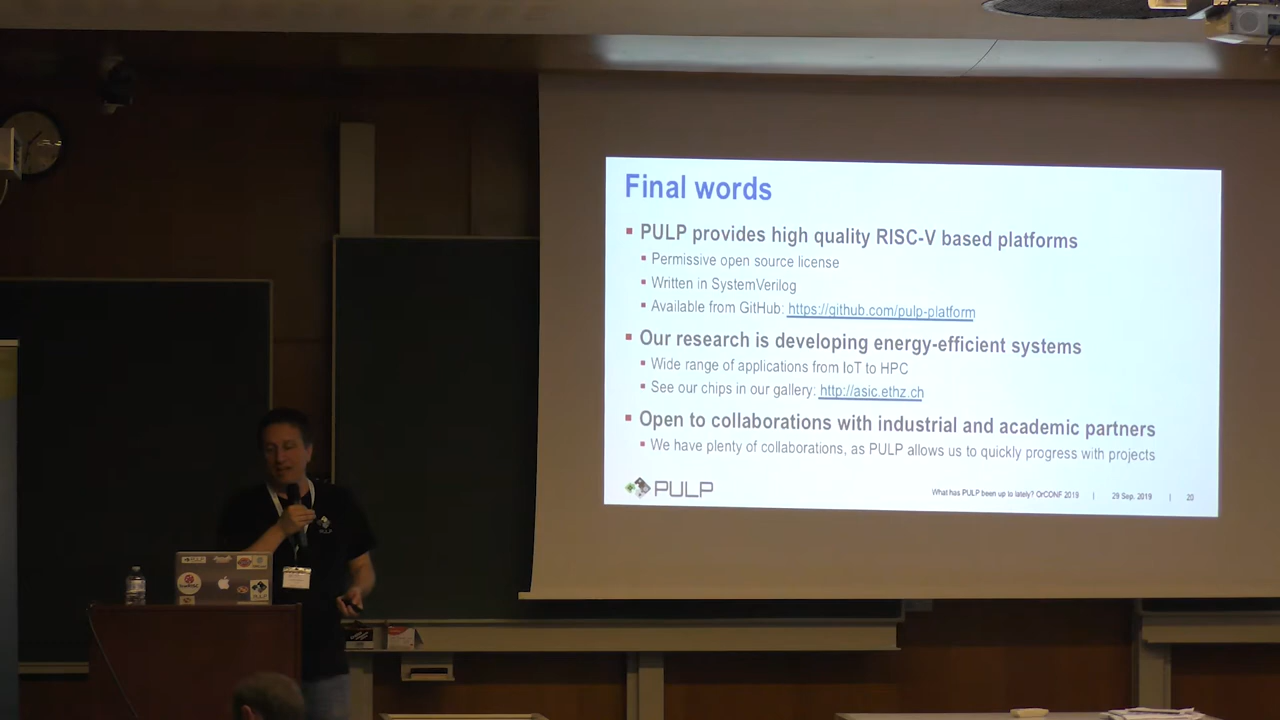 Final words
PULP provides high quality RISC-V based platforms
Permissive open source license
Written in SystemVerilog
Available from GitHub: https://github.com/pulp-platform
Our research is developing energy-efficient systems
Wide range of applications from IoT to HPC
See our chips in our gallery: http://asic.ethz.ch
Open to collaborations with industrial and academic partners
We have plenty of collaborations, as PULP allows us to quickly progress with projects
PULP
What has PULP been up to lately? OrCONF 2019 | 29 Sep. 2019 | 20
PULP
PULP